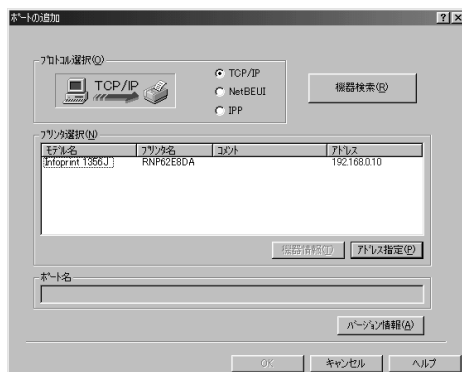 ポートの追加
プロトコル選択(O)
TCP/IP
TCP/IP
NetBEUI
IPP
機器検索(R)
プリンタ選択(N)
モデル名 プリンタ名 コメント アドレス
Infoprint 1356J RNP62E8DA 192.168.0.10
機器情報(I) アドレス指定(P)
ポート名
バージョン情報(A)
OK キャンセル ヘルプ